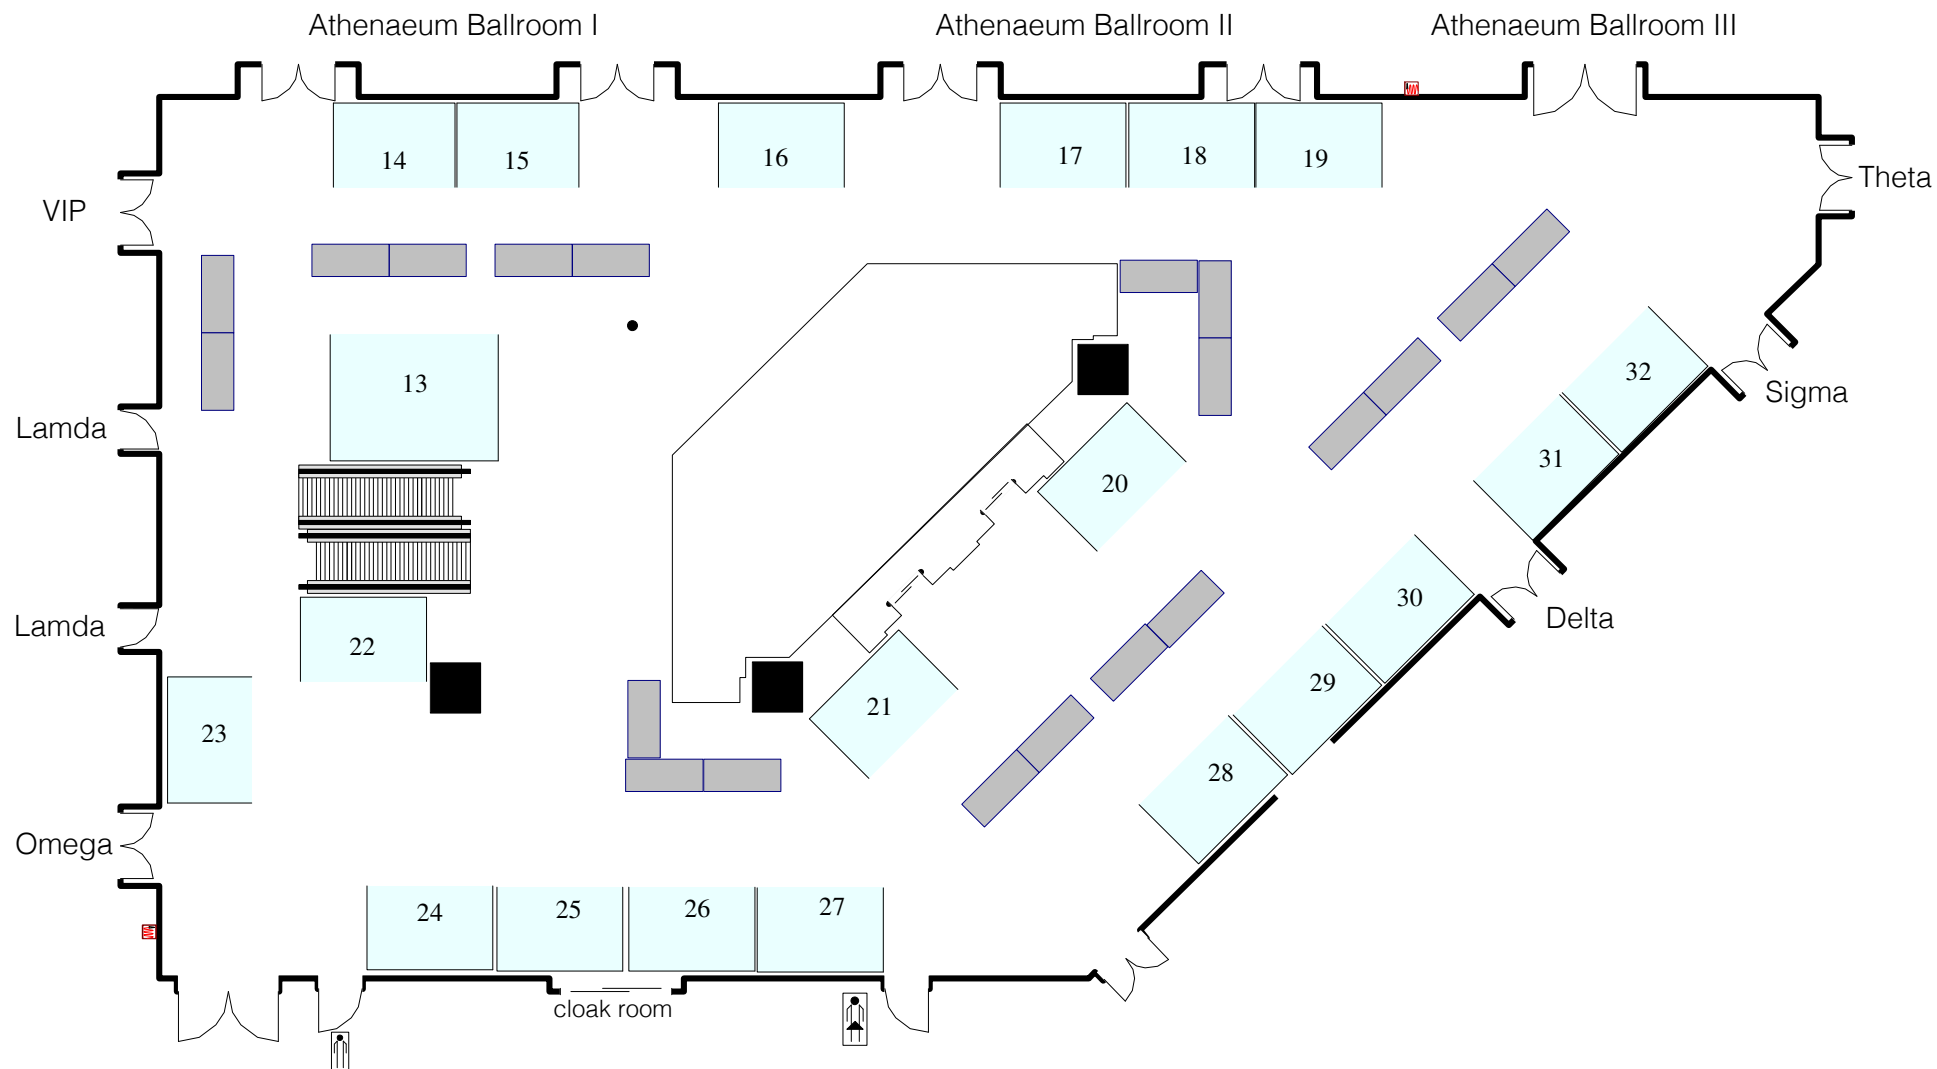 Athenaeum Ballroom I
Athenaeum Ballroom II
Athenaeum Ballroom III
14
15
16
17
18
19
VIP
Theta
13
32
Sigma
Lamda
31
20
30
Delta
Lamda
22
29
21
23
28
Omega
24
25
26
27
cloak room